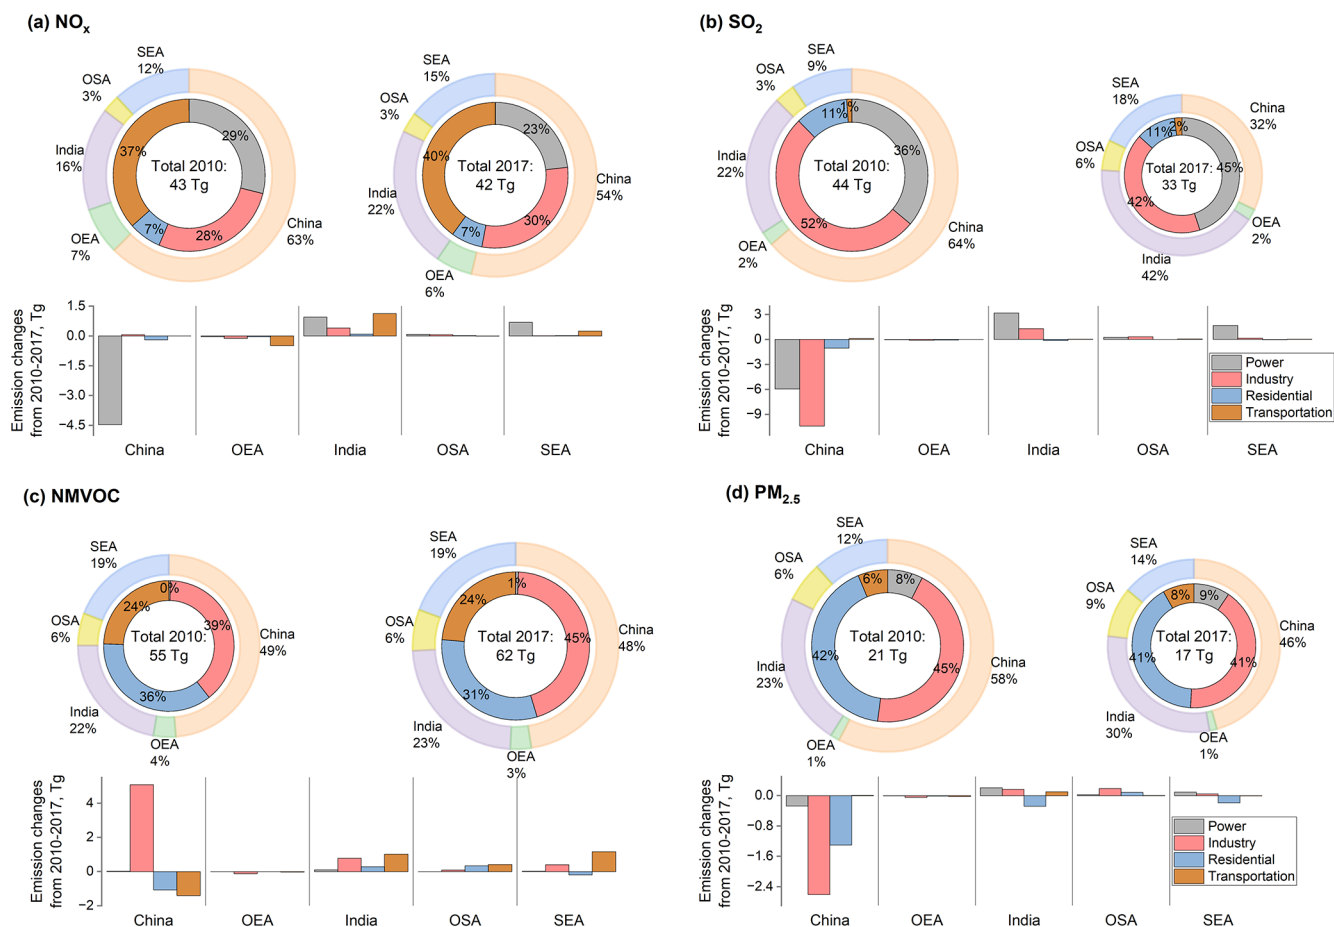 (a) NOx
SEA
12%
OSA
3%
India
16%
OEA
7%
China
63%
37%
29%
7%
28%
Total 2010:
43 Tg
SEA
15%
OSA
3%
India
22%
OEA
6%
China
54%
40%
23%
7%
30%
Total 2017:
42 Tg
Emission changes
from 2010-2017, Tg
1.5
0.0
−1.5
−3.0
−4.5
China
OEA
India
OSA
SEA
(b) SO2
SEA
9%
OSA
3%
India
22%
OEA
2%
China
64%
11%
1%
36%
52%
Total 2010:
44 Tg
SEA
18%
OSA
6%
India
42%
OEA
2%
China
32%
11%
2%
45%
42%
Total 2017:
33 Tg
Emission changes
from 2010-2017, Tg
3
0
−3
−6
−9
Power
Industry
Residential
Transportation
China
OEA
India
OSA
SEA
(c) NMVOC
SEA
19%
OSA
6%
India
22%
OEA
4%
China
49%
0%
24%
39%
36%
Total 2010:
55 Tg
SEA
19%
OSA
6%
India
23%
OEA
3%
China
48%
1%
24%
45%
31%
Total 2017:
62 Tg
Emission changes
from 2010-2017, Tg
4
2
0
−2
China
OEA
India
OSA
SEA
(d) PM2.5
SEA
12%
OSA
6%
India
23%
OEA
1%
China
58%
6%
8%
42%
45%
Total 2010:
21 Tg
SEA
14%
OSA
9%
India
30%
OEA
1%
China
46%
8%
9%
41%
41%
Total 2017:
17 Tg
Emission changes
from 2010-2017, Tg
0.0
−0.8
−1.6
−2.4
Power
Industry
Residential
Transportation
China
OEA
India
OSA
SEA